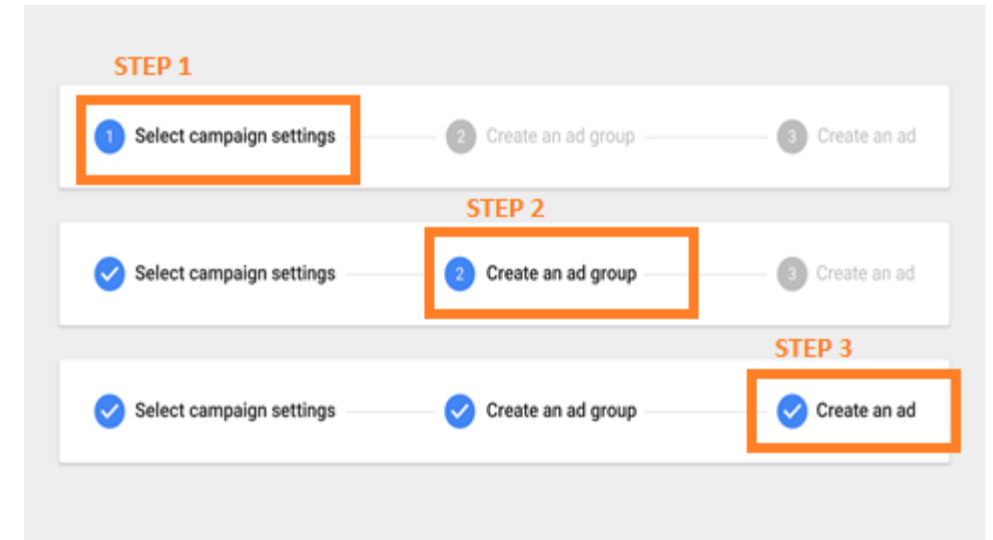 STEP 1
1 Select campaign settings 2 Create an ad group 3 Create an ad
STEP 2
Select campaign settings 2 Create an ad group 3 Create an ad
STEP 3
Select campaign settings Create an ad group Create an ad